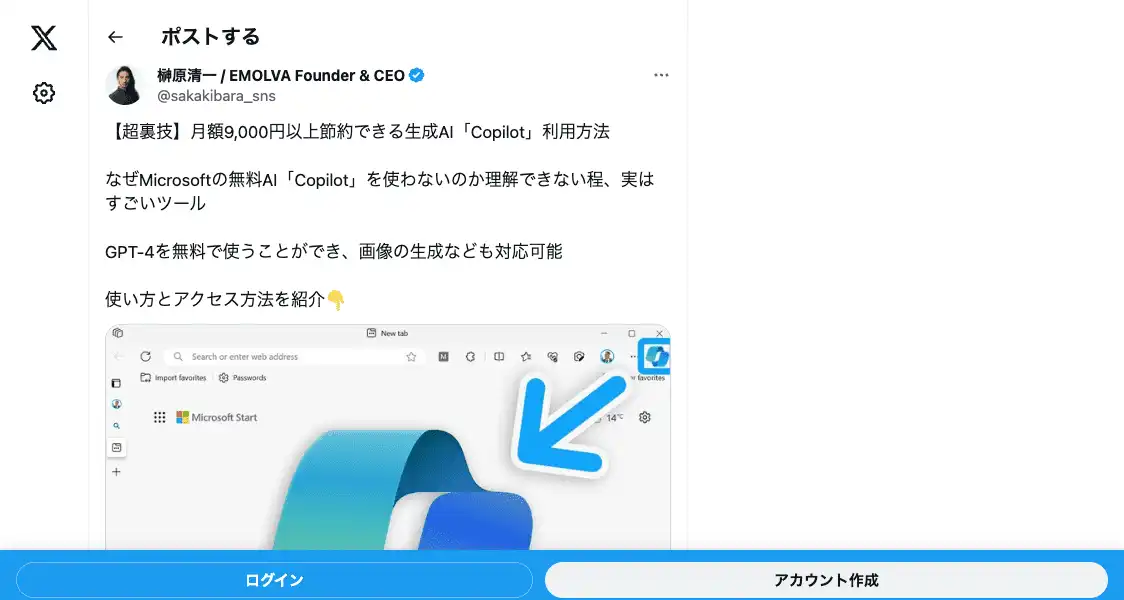 ポストする
榊原清一 / EMOLVA Founder & CEO
@sakakibara_sns
【超裏技】月額9,000円以上節約できる生成AI「Copilot」利用方法
なぜMicrosoftの無料AI「Copilot」を使わないのか理解できない程、実は
すごいツール
GPT-4を無料で使うことができ、画像の生成なども対応可能
使い方とアクセス方法を紹介👇
New tab
Search or enter web address
M
Import favorites
Passwords
favorites
Microsoft Start
14℃
ログイン
アカウント作成